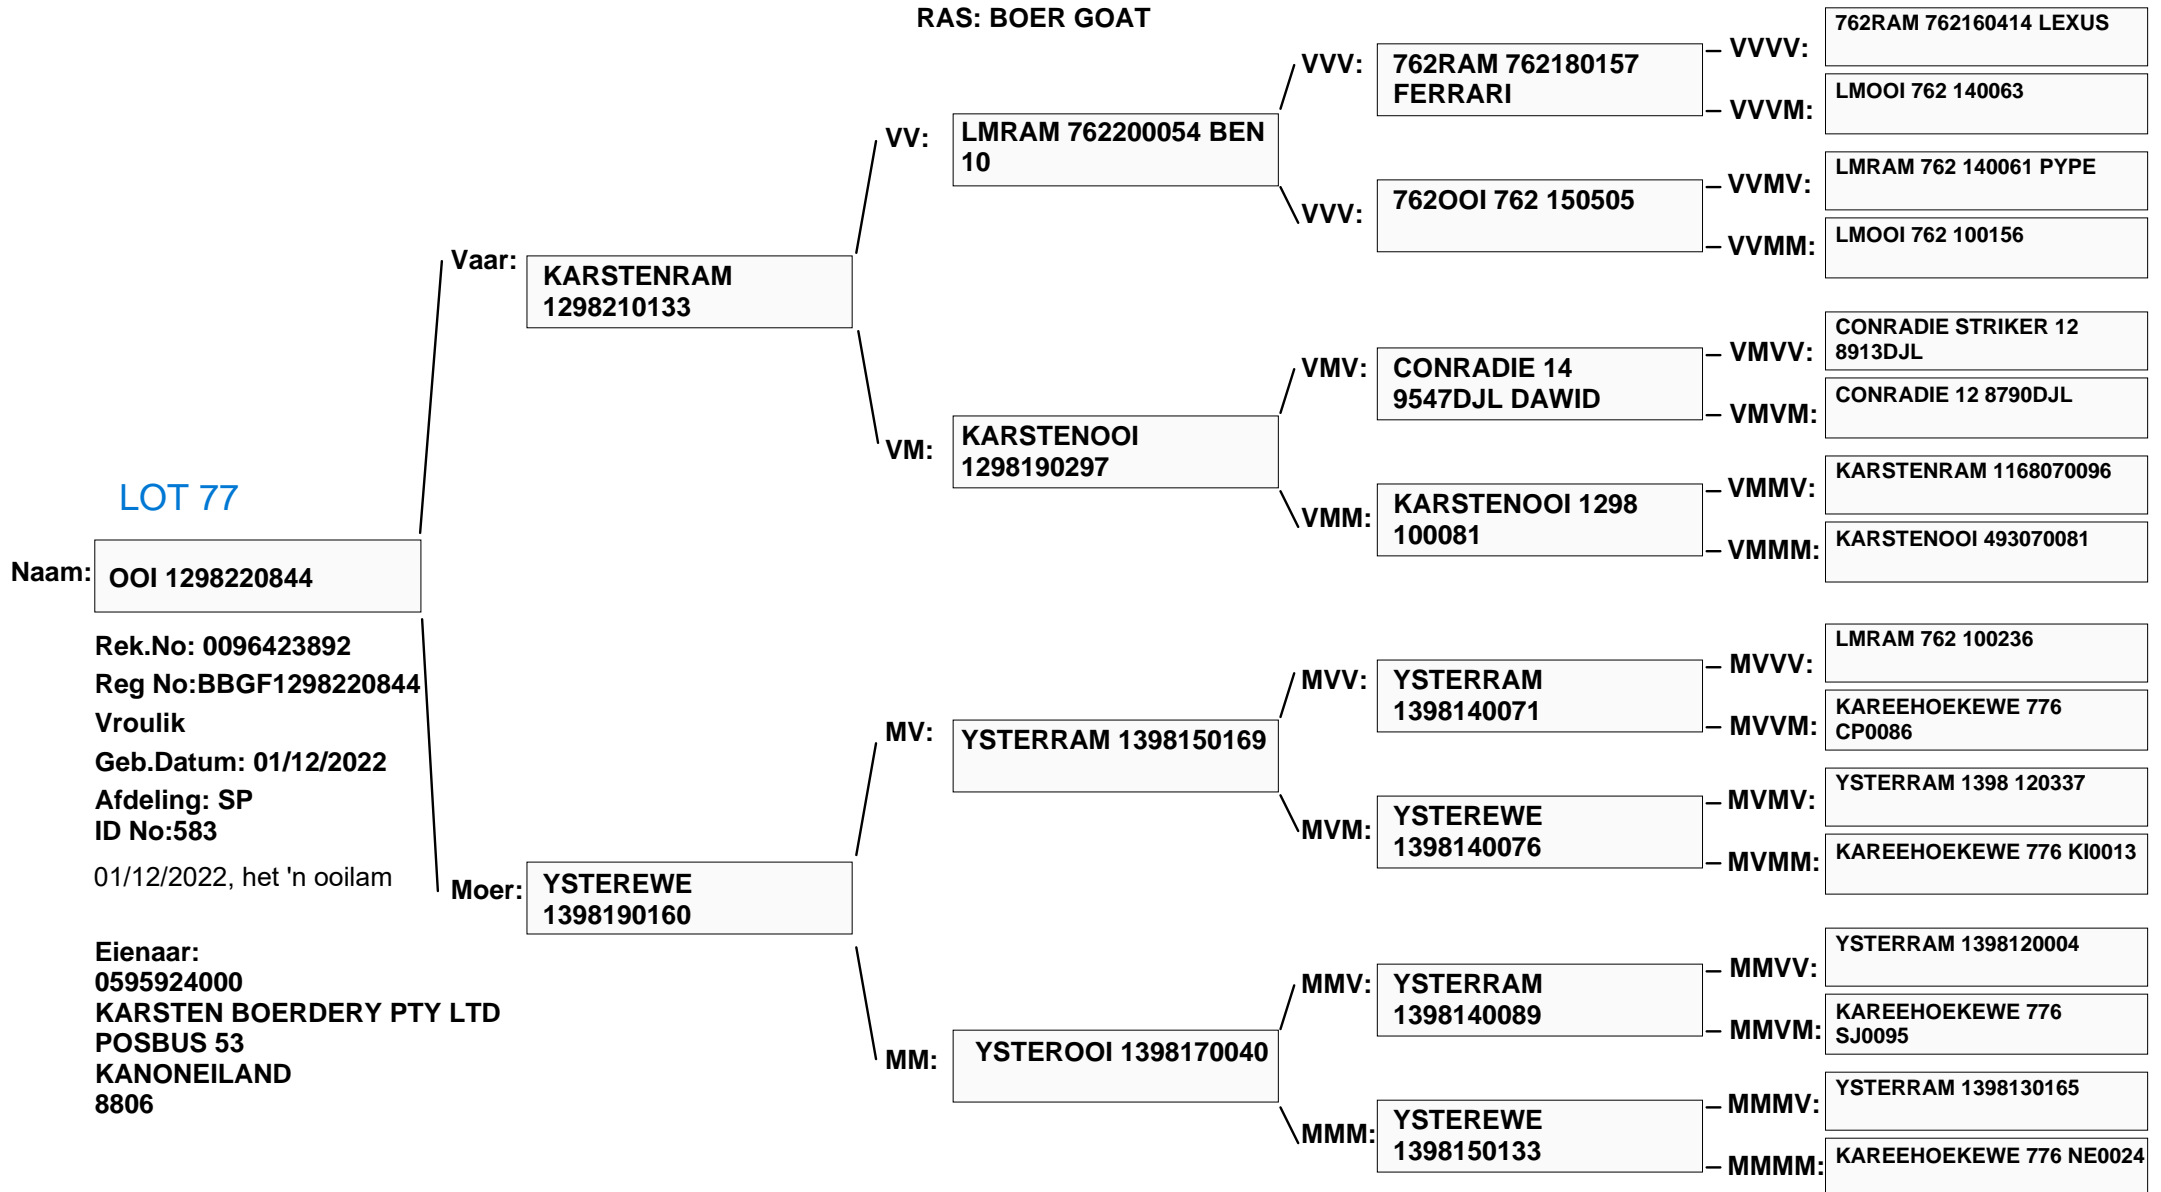 RAS: BOER GOAT
LOT 77
Naam:
OOI 1298220844
Rek.No: 0096423892
Reg No:BBGF1298220844
Vroulik
Geb.Datum: 01/12/2022
Afdeling: SP
ID No:583
01/12/2022, het 'n ooilam
Eienaar:
0595924000
KARSTEN BOERDERY PTY LTD
POSBUS 53
KANONEILAND
8806
Vaar:
KARSTENRAM
1298210133
Moer:
YSTEREWE
1398190160
VV:
LMRAM 762200054 BEN
10
VM:
KARSTENOOI
1298190297
MV:
YSTERRAM 1398150169
MM:
YSTEROOI 1398170040
VVV:
762RAM 762180157
FERRARI
VVV:
762OOI 762 150505
VMV:
CONRADIE 14
9547DJL DAWID
VMM:
KARSTENOOI 1298
100081
MVV:
YSTERRAM
1398140071
MVM:
YSTEREWE
1398140076
MMV:
YSTERRAM
1398140089
MMM:
YSTEREWE
1398150133
VVVV:
762RAM 762160414 LEXUS
VVVM:
LMOOI 762 140063
VVMV:
LMRAM 762 140061 PYPE
VVMM:
LMOOI 762 100156
VMVV:
CONRADIE STRIKER 12
8913DJL
VMVM:
CONRADIE 12 8790DJL
VMMV:
KARSTENRAM 1168070096
VMMM:
KARSTENOOI 493070081
MVVV:
LMRAM 762 100236
MVVM:
KAREEHOEKEWE 776
CP0086
MVMV:
YSTERRAM 1398 120337
MVMM:
KAREEHOEKEWE 776 KI0013
MMVV:
YSTERRAM 1398120004
MMVM:
KAREEHOEKEWE 776
SJ0095
MMMV:
YSTERRAM 1398130165
MMMM:
KAREEHOEKEWE 776 NE0024